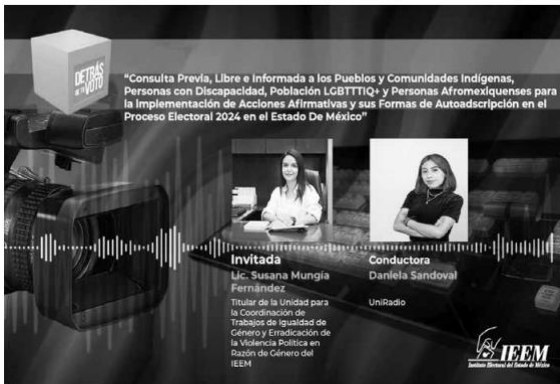 DETRÁS
DE TU
VOTO
“Consulta Previa, Libre e Informada a los Pueblos y Comunidades Indígenas,
Personas con Discapacidad, Población LGBTTTIQ+ y Personas Afromexiquenses para
la Implementación de Acciones Afirmativas y sus Formas de Autoadscripción en el
Proceso Electoral 2024 en el Estado De México”
Invitada
Lic. Susana Mungía
Fernández
Titular de la Unidad para
la Coordinación de
Trabajos de Igualdad de
Género y Erradicación de
la Violencia Política en
Razón de Género del
IEEM
Conductora
Daniela Sandoval
UniRadio
IEEM
Instituto Electoral del Estado de México